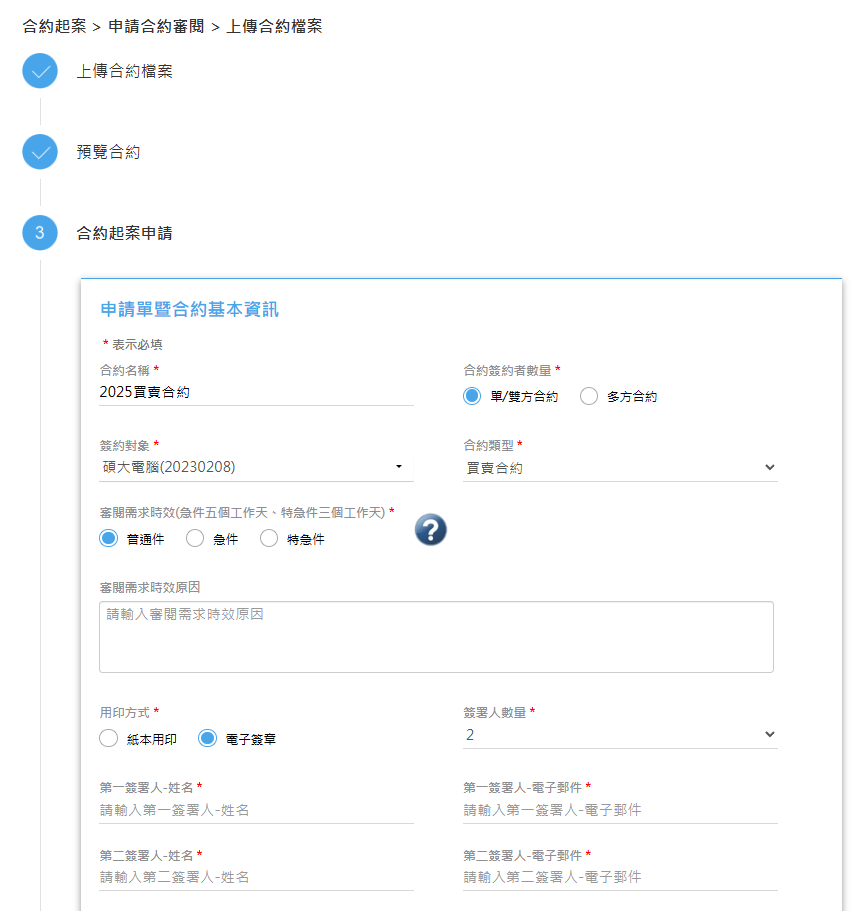 合約起案 > 申請合約審閱 > 上傳合約檔案
上傳合約檔案
預覽合約
3 合約起案申請
申請單暨合約基本資訊
* 表示必填
合約名稱 * 合約簽約者數量 *
2025買賣合約 單/雙方合約 多方合約
簽約對象 * 合約類型 *
碩大電腦(20230208) 買賣合約
審閱需求時效(急件五個工作天、特急件三個工作天) * ?
普通件 急件 特急件
審閱需求時效原因
請輸入審閱需求時效原因
用印方式 * 簽署人數量 *
紙本用印 電子簽章 2
第一簽署人-姓名 * 第一簽署人-電子郵件 *
請輸入第一簽署人-姓名 請輸入第一簽署人-電子郵件
第二簽署人-姓名 * 第二簽署人-電子郵件 *
請輸入第二簽署人-姓名 請輸入第二簽署人-電子郵件